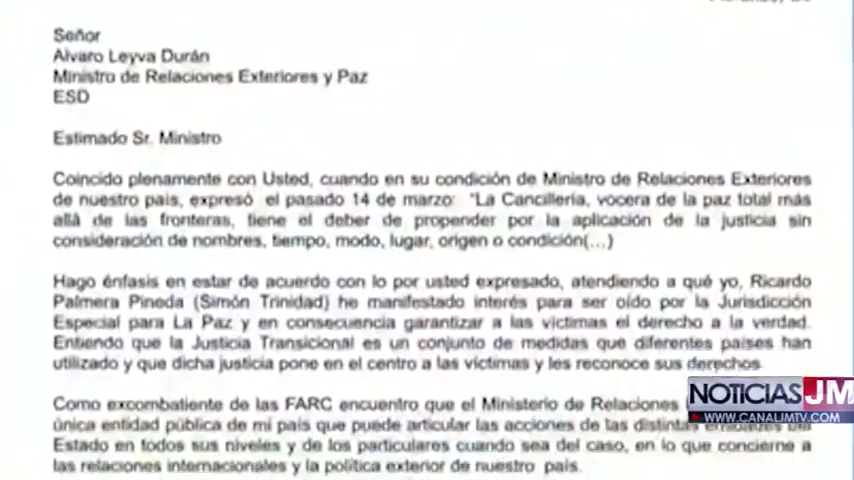 Señor
Alvaro Leyva Durán
Ministro de Relaciones Exteriores y Paz
ESD
Estimado Sr. Ministro
Coincido plenamente con Usted, cuando en su condición de Ministro de Relaciones Exteriores
de nuestro país, expresó el pasado 14 de marzo: "La Cancillería, vocera de la paz total más
allá de las fronteras, tiene el deber de propender por la aplicación de la justicia sin
consideración de nombres, tiempo, modo, lugar, origen o condición(...)
Hago énfasis en estar de acuerdo con lo por usted expresado, atendiendo a qué yo, Ricardo
Palmera Pineda (Simón Trinidad) he manifestado interés para ser oído por la Jurisdicción
Especial para La Paz y en consecuencia garantizar a las víctimas el derecho a la verdad.
Entiendo que la Justicia Transicional es un conjunto de medidas que diferentes países han
utilizado y que dicha justicia pone en el centro a las víctimas y les reconoce sus derechos
Como excombatiente de las FARC encuentro que el Ministerio de Relaciones
única entidad pública de mi país que puede articular las acciones de las distintas entidades del
Estado en todos sus niveles y de los particulares cuando sea del caso, en lo que concierne a
las relaciones internacionales y la política exterior de nuestro país.
NOTICIAS JM
WWW.CANALJMTV.COM